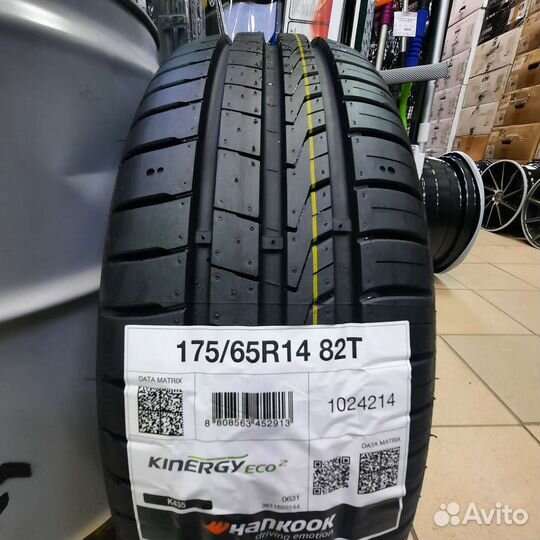 175/65R14 82T
DATA MATRIX
8 808563 452913
1024214
DATA MATRIX
KINERGY ECO2
K435
0631
3611650144
HANKOOK
driving emotion
Avito